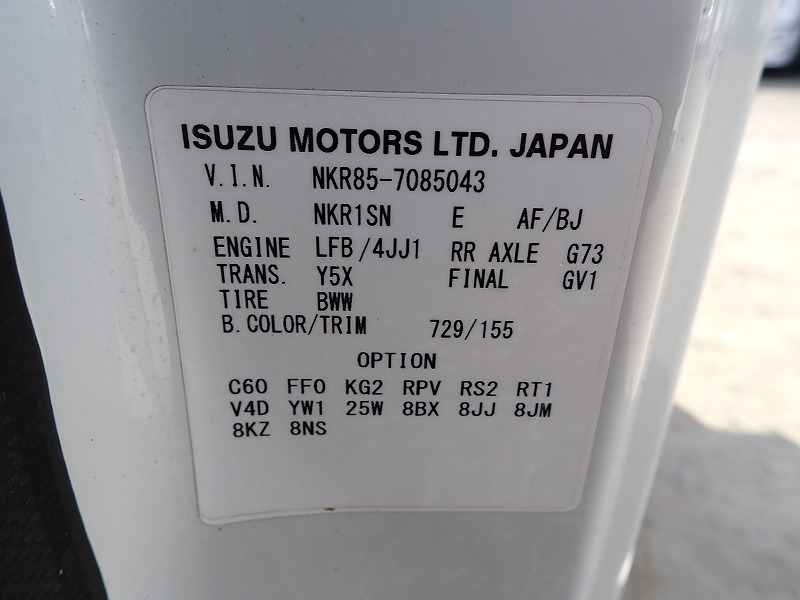 ISUZU MOTORS LTD. JAPAN
V.I.N. NKR85-7085043
M.D. NKR1SN E AF/BJ
ENGINE LFB/4JJ1 RR AXLE G73
TRANS. Y5X FINAL GV1
TIRE BWW
B.COLOR/TRIM 729/155
OPTION
C60 FF0 KG2 RPV RS2 RT1
V4D YW1 25W 8BX 8JJ 8JM
8KZ 8NS